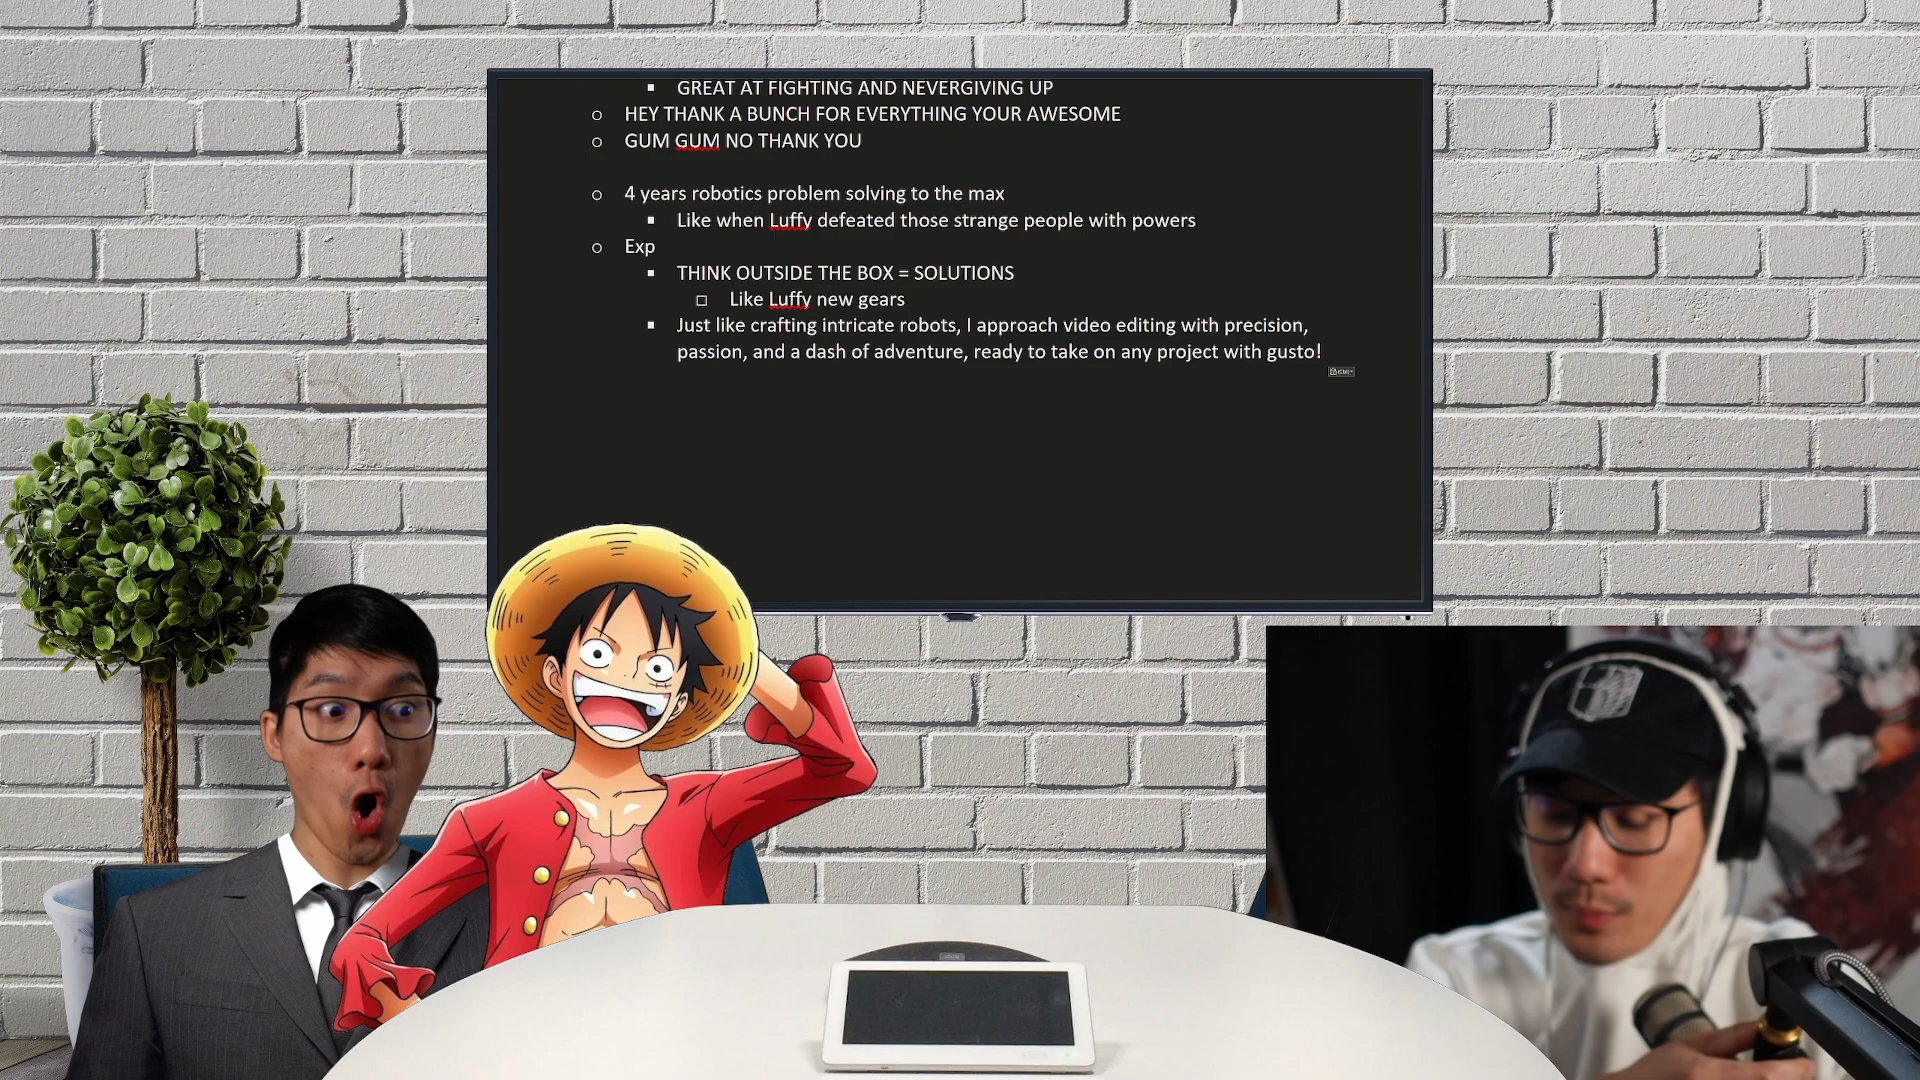 GREAT AT FIGHTING AND NEVERGIVING UP
HEY THANK A BUNCH FOR EVERYTHING YOUR AWESOME
GUM GUM NO THANK YOU
4 years robotics problem solving to the max
Like when Luffy defeated those strange people with powers
Exp
THINK OUTSIDE THE BOX = SOLUTIONS
Like Luffy new gears
Just like crafting intricate robots, I approach video editing with precision,
passion, and a dash of adventure, ready to take on any project with gusto!